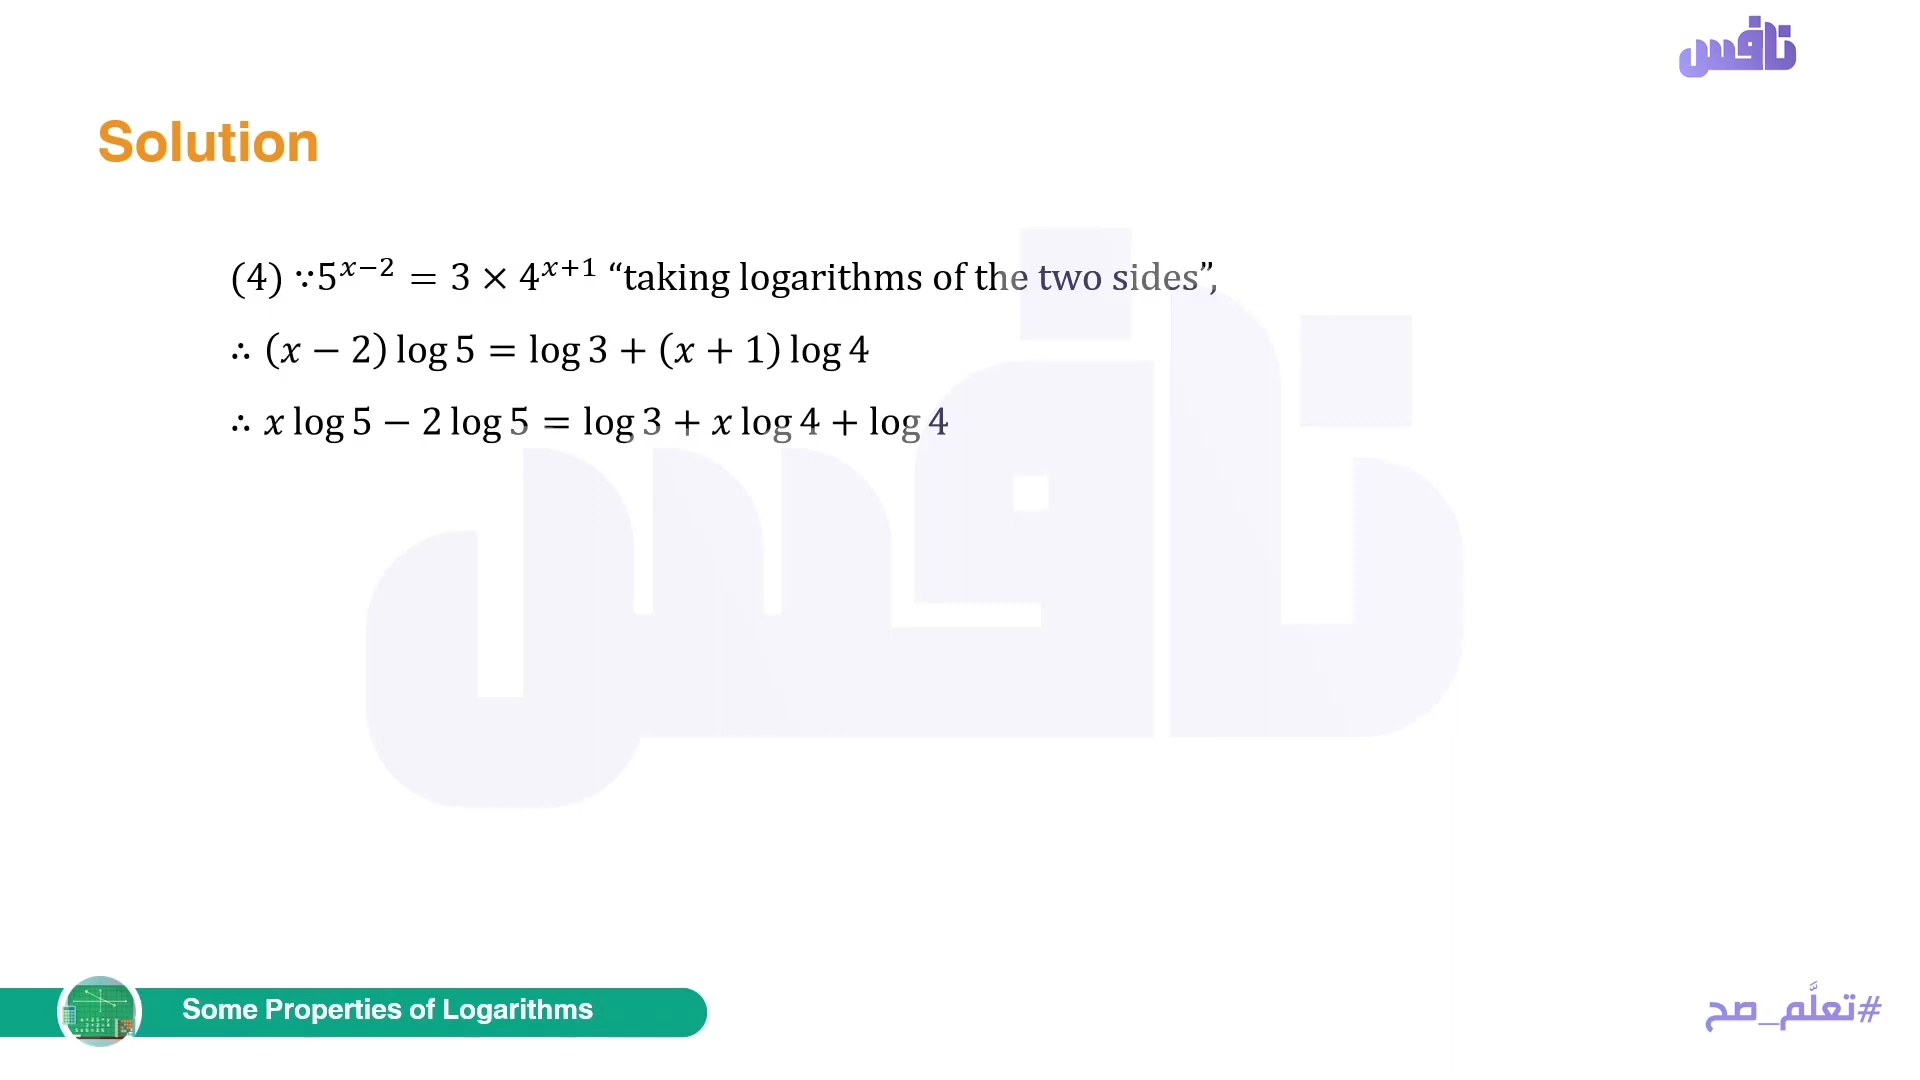 نافس
Solution
(4) ∵5^{x−2} = 3 × 4^{x+1} “taking logarithms of the two sides”,
∴ (x − 2) log 5 = log 3 + (x + 1) log 4
∴ x log 5 − 2 log 5 = log 3 + x log 4 + log 4
نافس
Some Properties of Logarithms
#تعلَّم_صح